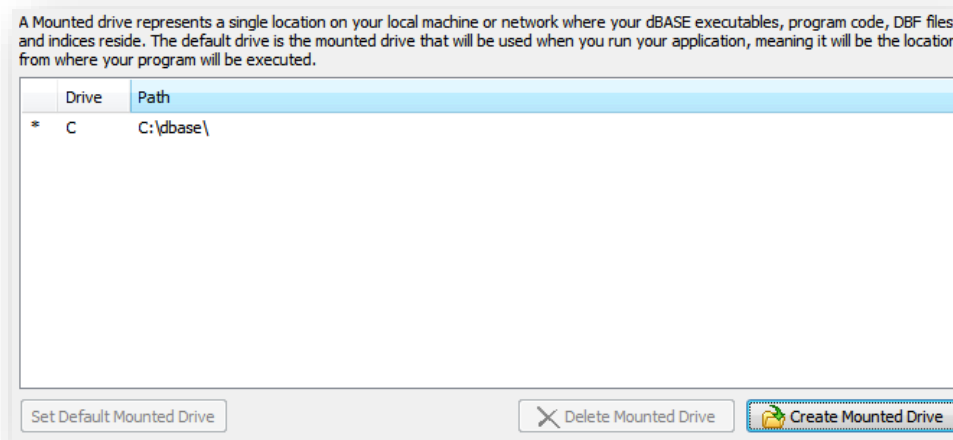 A Mounted drive represents a single location on your local machine or network where your dBASE executables, program code, DBF files
and indices reside. The default drive is the mounted drive that will be used when you run your application, meaning it will be the location
from where your program will be executed.
Drive Path
* C C:\dbase\
Set Default Mounted Drive Delete Mounted Drive Create Mounted Drive